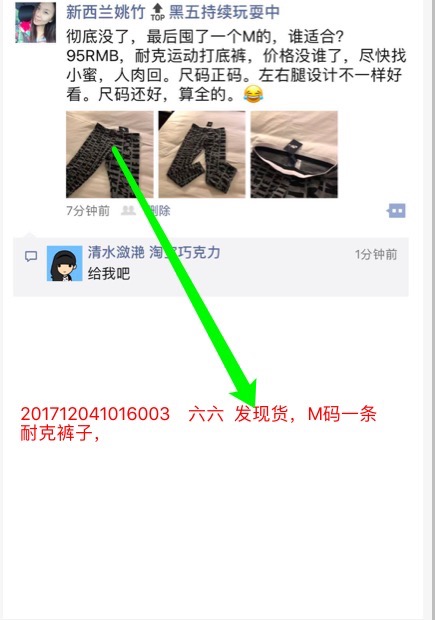 新西兰姚竹TOP黑五持续玩耍中
彻底没了，最后囤了一个M的，谁适合？
95RMB，耐克运动打底裤，价格没谁了，尽快找
小蜜，人肉回。尺码正码。左右腿设计不一样好
看。尺码还好，算全的。😂
7分钟前 删除
清水潋滟 淘宝巧克力 1分钟前
给我吧
201712041016003 六六 发现货，M码一条
耐克裤子，